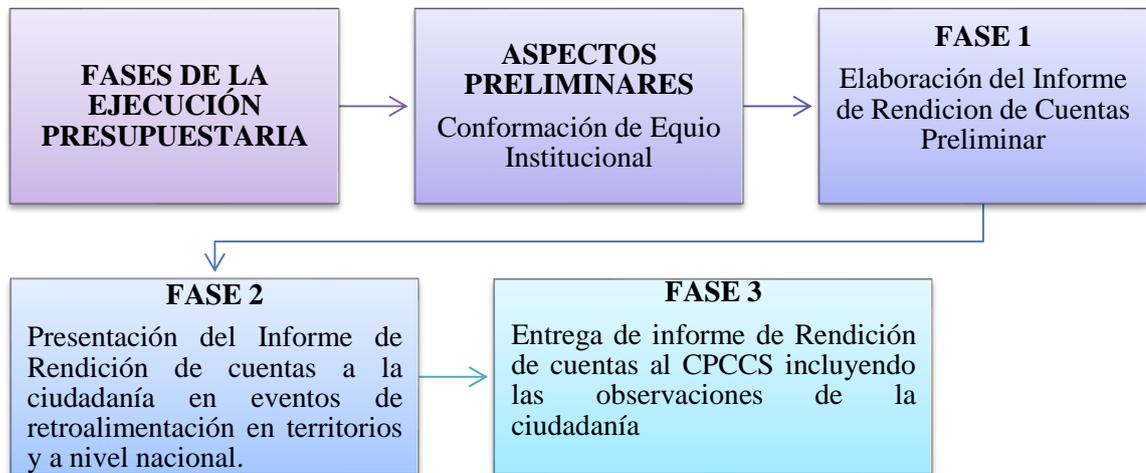 FASES DE LA
EJECUCIÓN
PRESUPUESTARIA
ASPECTOS
PRELIMINARES
Conformación de Equio
Institucional
FASE 1
Elaboración del Informe
de Rendicion de Cuentas
Preliminar
FASE 2
Presentación del Informe de
Rendición de cuentas a la
ciudadanía en eventos de
retroalimentación en territorios
y a nivel nacional.
FASE 3
Entrega de informe de Rendición
de cuentas al CPCCS incluyendo
las observaciones de la
ciudadanía